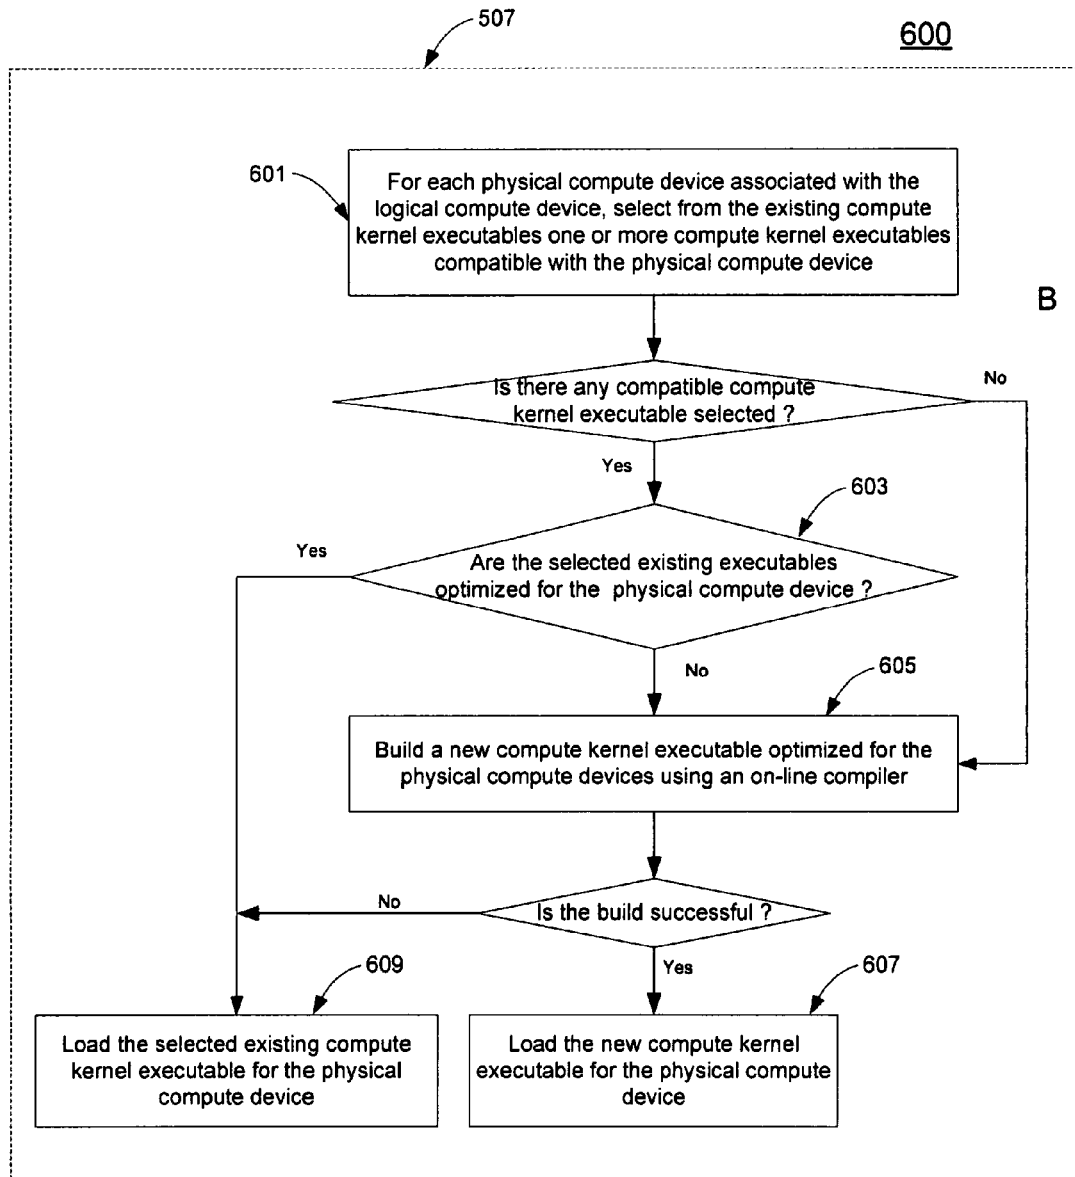 507
600
601
For each physical compute device associated with the
logical compute device, select from the existing compute
kernel executables one or more compute kernel executables
compatible with the physical compute device
B
Is there any compatible compute
kernel executable selected ?
No
Yes
603
Yes
Are the selected existing executables
optimized for the physical compute device ?
No
605
Build a new compute kernel executable optimized for the
physical compute devices using an on-line compiler
No
Is the build successful ?
Yes
609
607
Load the selected existing compute
kernel executable for the physical
compute device
Load the new compute kernel
executable for the physical compute
device